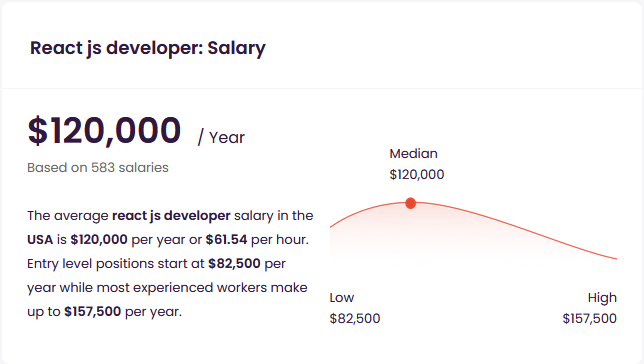 React js developer: Salary
$120,000 / Year
Based on 583 salaries
The average react js developer salary in the
USA is $120,000 per year or $61.54 per hour.
Entry level positions start at $82,500 per
year while most experienced workers make
up to $157,500 per year.
Median
$120,000
Low
$82,500
High
$157,500